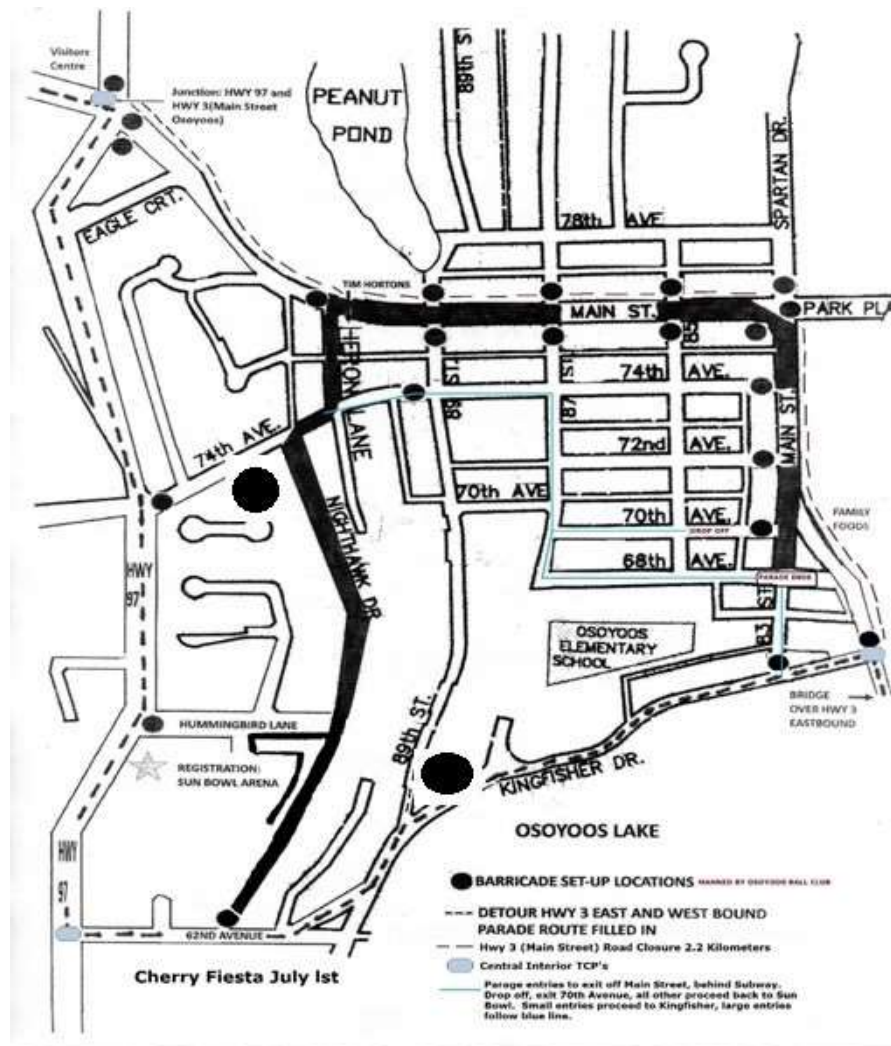 Visitors
Centre
Junction: HWY 97 and
HWY 3(Main Street
Osoyoos)
PEANUT
POND
89th S
SPARTAN DR.
EAGLE CRT.
78th AVE
TIM HORTONS
MAIN ST.
PARK PLA
HERON LANE
89 ST.
87 ST
85
74th AVE.
74th AVE.
72nd AVE.
MAIN ST.
70th AVE
70th AVE.
DROP OFF
FAMILY
FOODS
NIGHTHAWK DR
HWY
97
68th AVE.
PARADE ENDS
83 ST
OSOYOOS
ELEMENTARY
SCHOOL
BRIDGE
OVER HWY 3
EASTBOUND
HUMMINGBIRD LANE
89th ST.
REGISTRATION:
SUN BOWL ARENA
KINGFISHER DR.
OSOYOOS LAKE
HWY
97
62ND AVENUE
Cherry Fiesta July lst
BARRICADE SET-UP LOCATIONS MANNED BY OSOYOOS BALL CLUB
DETOUR HWY 3 EAST AND WEST BOUND
PARADE ROUTE FILLED IN
Hwy 3 (Main Street) Road Closure 2.2 Kilometers
Central Interior TCP's
Parage entries to exit off Main Street, behind Subway.
Drop off, exit 70th Avenue, all other proceed back to Sun
Bowl. Small entries proceed to Kingfisher, large entries
follow blue line.